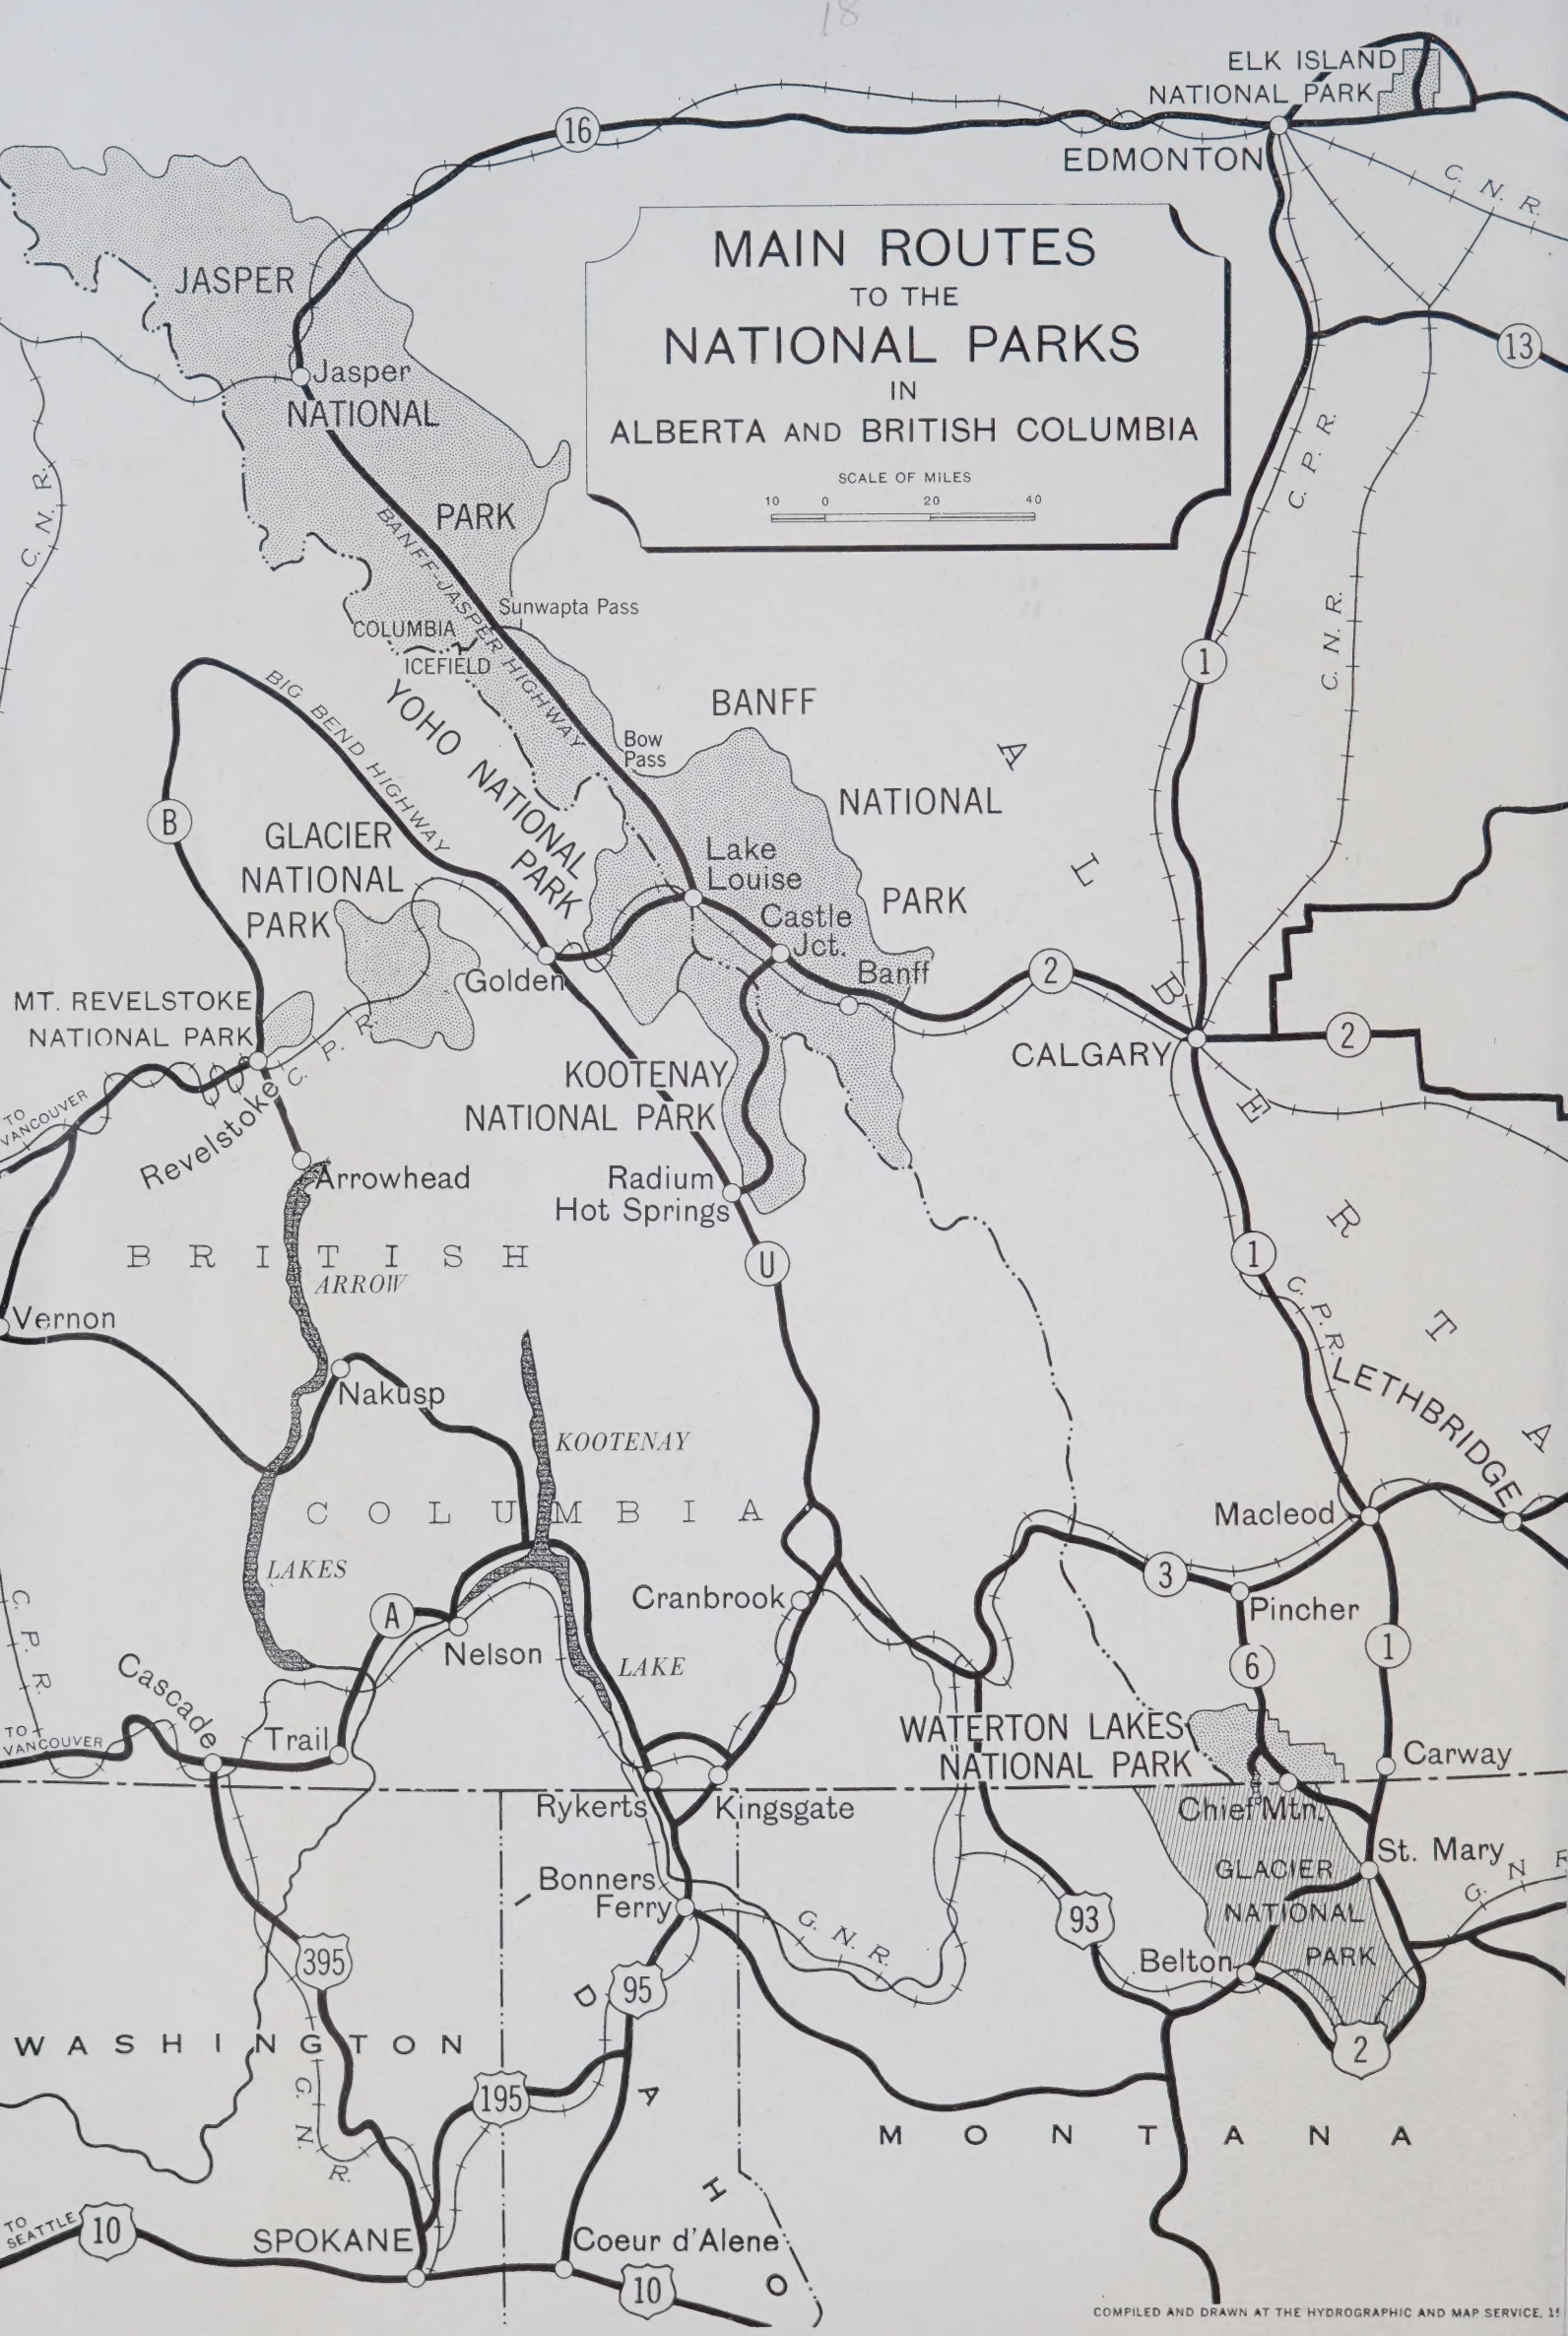 18
ELK ISLAND
NATIONAL PARK
16
EDMONTON
C. N. R.
MAIN ROUTES
TO THE
NATIONAL PARKS
IN
ALBERTA AND BRITISH COLUMBIA
SCALE OF MILES
10 0 20 40
13
JASPER
Jasper
NATIONAL
PARK
C. N. R.
C. P. R.
C. N. R.
BANFF-JASPER HIGHWAY
Sunwapta Pass
COLUMBIA
ICEFIELD
1
BIG BEND HIGHWAY
YOHO NATIONAL
PARK
BANFF
NATIONAL
PARK
Bow
Pass
A L B E R T A
B
GLACIER
NATIONAL
PARK
Lake
Louise
Castle
Jct.
Banff
2
Golden
MT. REVELSTOKE
NATIONAL PARK
C. P. R.
CALGARY
2
KOOTENAY
NATIONAL PARK
TO
VANCOUVER
Revelstoke
Arrowhead
Radium
Hot Springs
U
1
C. P. R.
BRITISH
ARROW
Vernon
Nakusp
LETHBRIDGE
KOOTENAY
COLUMBIA
Macleod
LAKES
3
Cranbrook
Pincher
A
Nelson
LAKE
6
1
C. P. R.
Cascade
Trail
TO
VANCOUVER
WATERTON LAKES
NATIONAL PARK
Carway
Rykerts
Kingsgate
Chief Mtn.
St. Mary
GLACIER
NATIONAL
PARK
G. N. R.
Bonners
Ferry
G. N. R.
93
Belton
395
95
IDAHO
2
WASHINGTON
G. N. R.
195
MONTANA
TO
SEATTLE
10
SPOKANE
Coeur d'Alene
10
COMPILED AND DRAWN AT THE HYDROGRAPHIC AND MAP SERVICE,